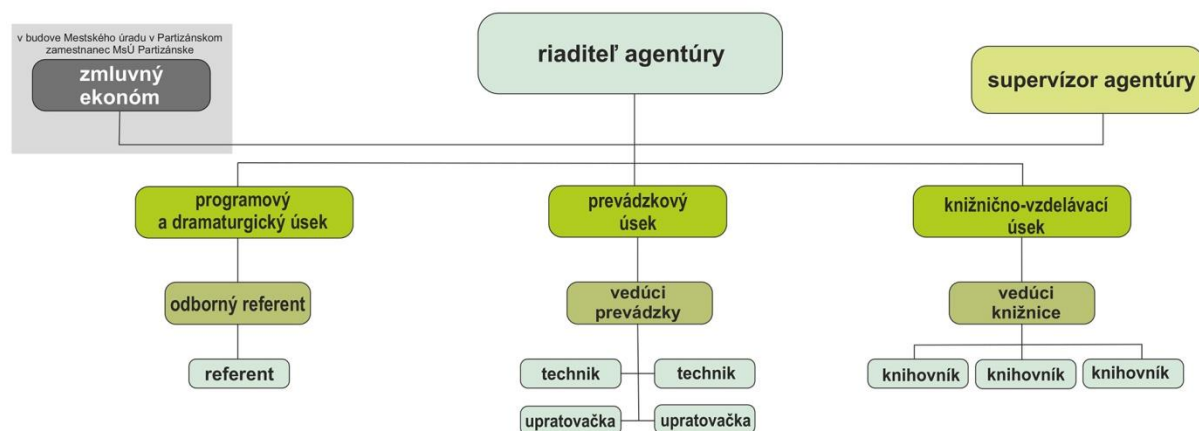 v budove Mestského úradu v Partizánskom
zamestnanec MsÚ Partizánske
zmluvný
ekonóm
riaditeľ agentúry
supervízor agentúry
programový
a dramaturgický úsek
prevádzkový
úsek
knižnično-vzdelávací
úsek
odborný referent
vedúci
prevádzky
vedúci
knižnice
referent
technik
technik
upratovačka
upratovačka
knihovník
knihovník
knihovník